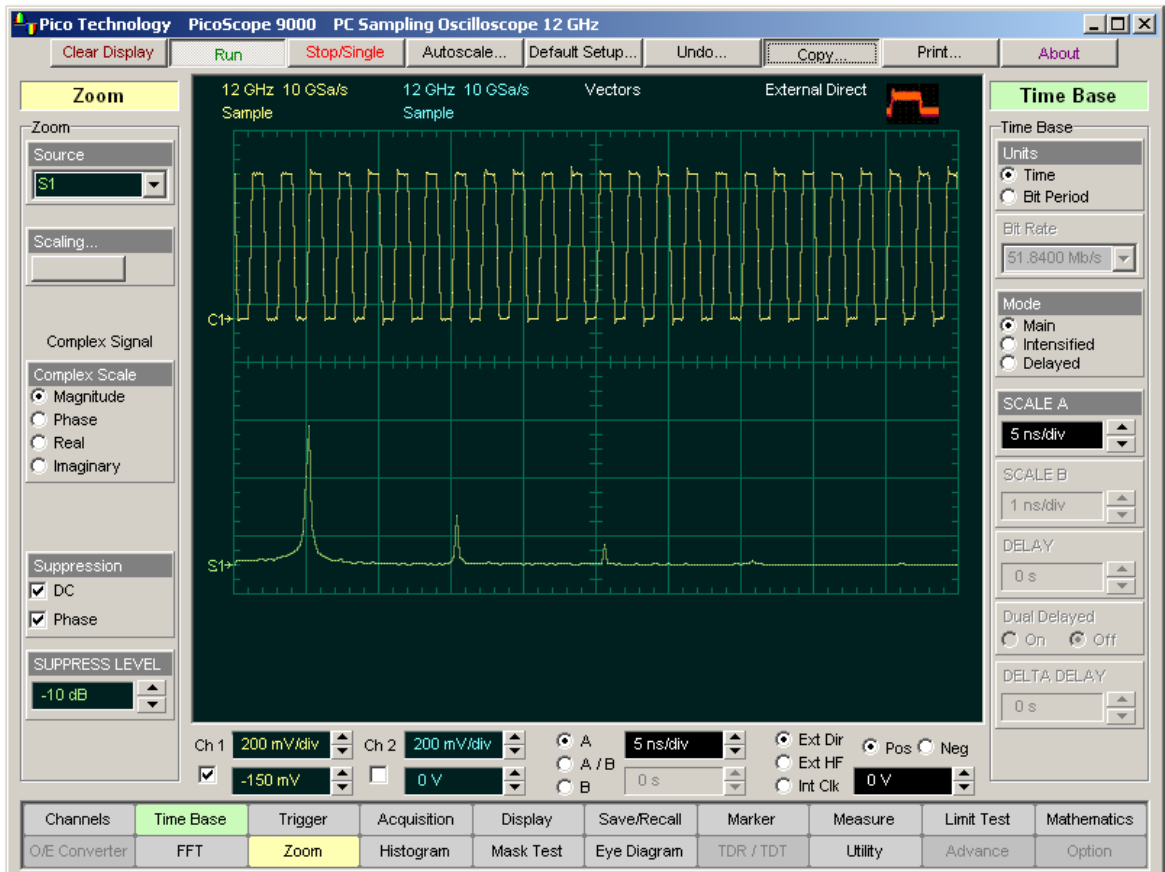 Pico Technology PicoScope 9000 PC Sampling Oscilloscope 12 GHz
Clear Display Run Stop/Single Autoscale... Default Setup... Undo... Copy... Print... About
Zoom
Zoom
Source
S1
Scaling...
Complex Signal
Complex Scale
Magnitude
Phase
Real
Imaginary
Suppression
DC
Phase
SUPPRESS LEVEL
-10 dB
12 GHz 10 GSa/s 12 GHz 10 GSa/s Vectors External Direct
Sample Sample
C1
S1
Time Base
Time Base
Units
Time
Bit Period
Bit Rate
51.8400 Mb/s
Mode
Main
Intensified
Delayed
SCALE A
5 ns/div
SCALE B
1 ns/div
DELAY
0 s
Dual Delayed
On Off
DELTA DELAY
0 s
Ch 1 200 mV/div Ch 2 200 mV/div A 5 ns/div Ext Dir Pos Neg
A / B Ext HF
-150 mV 0 V B 0 s Int Clk 0 V
Channels Time Base Trigger Acquisition Display Save/Recall Marker Measure Limit Test Mathematics
O/E Converter FFT Zoom Histogram Mask Test Eye Diagram TDR / TDT Utility Advance Option